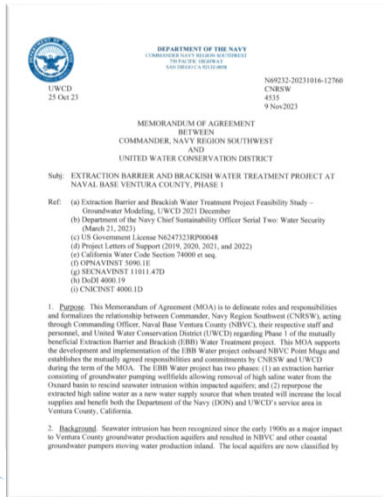 DEPARTMENT OF THE NAVY
COMMANDER NAVY REGION SOUTHWEST
750 PACIFIC HIGHWAY
SAN DIEGO CA 92132-0058
N69232-20231016-12760
UWCD
CNRSW
25 Oct 23
4535
9 Nov2023
MEMORANDUM OF AGREEMENT
BETWEEN
COMMANDER, NAVY REGION SOUTHWEST
AND
UNITED WATER CONSERVATION DISTRICT
Subj: EXTRACTION BARRIER AND BRACKISH WATER TREATMENT PROJECT AT
NAVAL BASE VENTURA COUNTY, PHASE 1
Ref: (a) Extraction Barrier and Brackish Water Treatment Project Feasibility Study –
Groundwater Modeling, UWCD 2021 December
(b) Department of the Navy Chief Sustainability Officer Serial Two: Water Security
(March 21, 2023)
(c) US Government License N6247323RP00048
(d) Project Letters of Support (2019, 2020, 2021, and 2022)
(e) California Water Code Section 74000 et seq.
(f) OPNAVINST 5090.1E
(g) SECNAVINST 11011.47D
(h) DoDI 4000.19
(i) CNICINST 4000.1D
1. Purpose. This Memorandum of Agreement (MOA) is to delineate roles and responsibilities
and formalizes the relationship between Commander, Navy Region Southwest (CNRSW), acting
through Commanding Officer, Naval Base Ventura County (NBVC), their respective staff and
personnel, and United Water Conservation District (UWCD) regarding Phase 1 of the mutually
beneficial Extraction Barrier and Brackish (EBB) Water Treatment project. This MOA supports
the development and implementation of the EBB Water project onboard NBVC Point Mugu and
establishes the mutually agreed responsibilities and commitments by CNRSW and UWCD
during the term of the MOA. The EBB Water project has two phases: (1) an extraction barrier
consisting of groundwater pumping wellfields allowing removal of high saline water from the
Oxnard basin to rescind seawater intrusion within impacted aquifers; and (2) repurpose the
extracted high saline water as a new water supply source that when treated will increase the local
supplies and benefit both the Department of the Navy (DON) and UWCD's service area in
Ventura County, California.
2. Background. Seawater intrusion has been recognized since the early 1900s as a major impact
to Ventura County groundwater production aquifers and resulted in NBVC and other coastal
groundwater pumpers moving water production inland. The local aquifers are now classified by